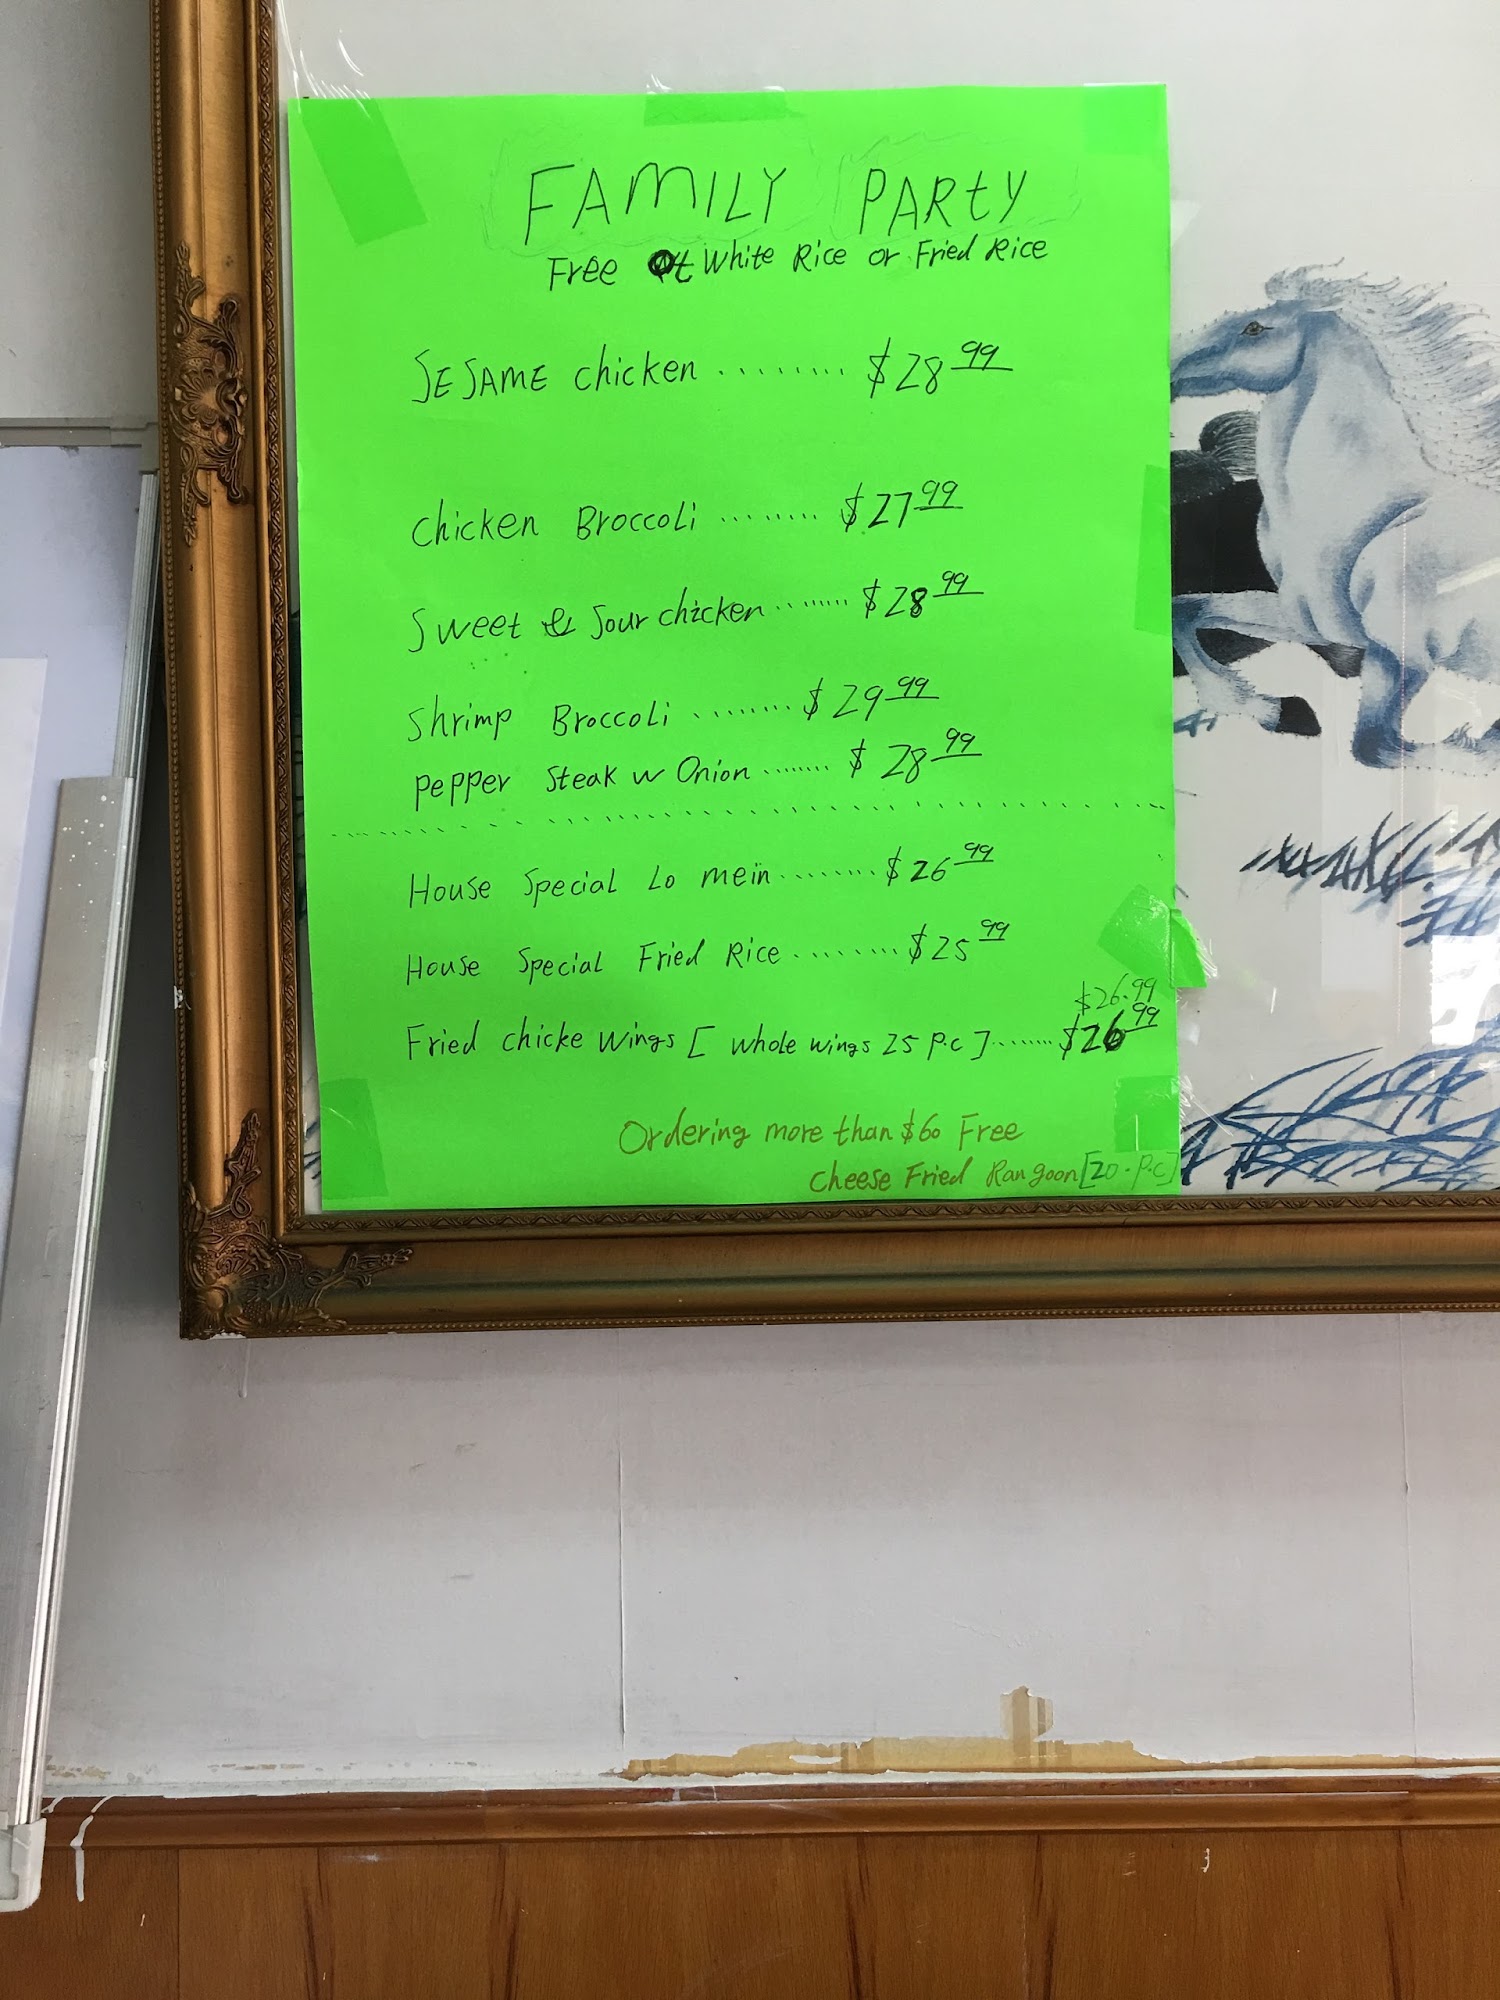 FAMILY PARTY
Free White Rice or Fried Rice
SESAME chicken ......... $28 99
chicken Broccoli ........ $27 99
Sweet & Sour chicken ........ $28 99
Shrimp Broccoli ........ $29 99
pepper Steak w Onion ........ $28 99
House Special Lo mein ......... $26 99
House Special Fried Rice ......... $25 99
$26.99
Fried chicke wings [ whole wings 25 p.c ] ........ $26 99
Ordering more than $60 Free
Cheese Fried Rangoon [20.p.c]